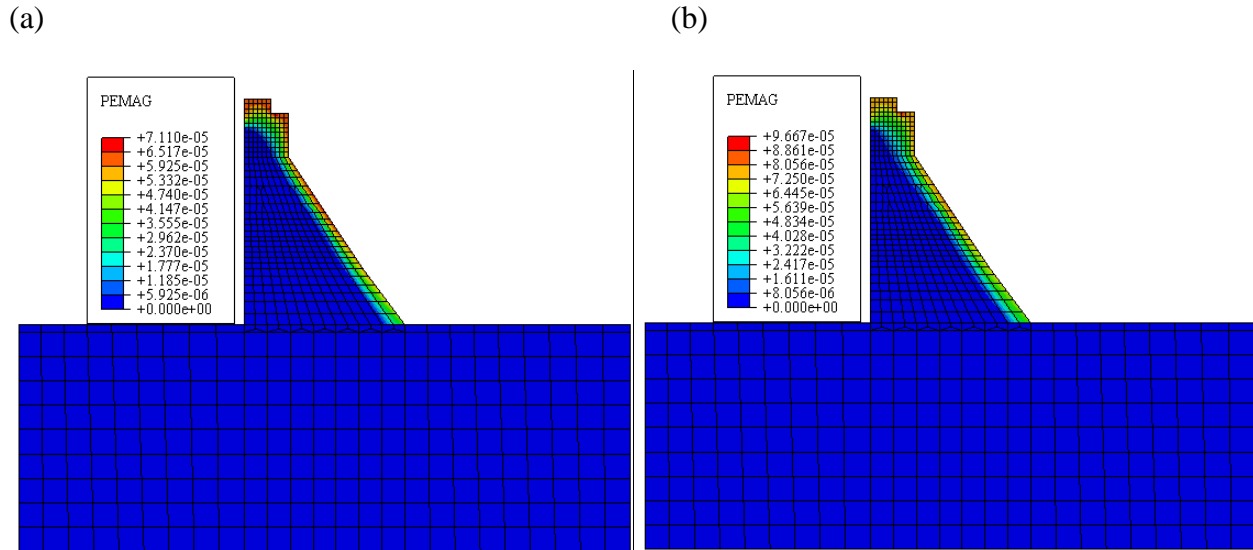 (a)
(b)
PEMAG
+7.110e-05
+6.517e-05
+5.925e-05
+5.332e-05
+4.740e-05
+4.147e-05
+3.555e-05
+2.962e-05
+2.370e-05
+1.777e-05
+1.185e-05
+5.925e-06
+0.000e+00
PEMAG
+9.667e-05
+8.861e-05
+8.056e-05
+7.250e-05
+6.445e-05
+5.639e-05
+4.834e-05
+4.028e-05
+3.222e-05
+2.417e-05
+1.611e-05
+8.056e-06
+0.000e+00